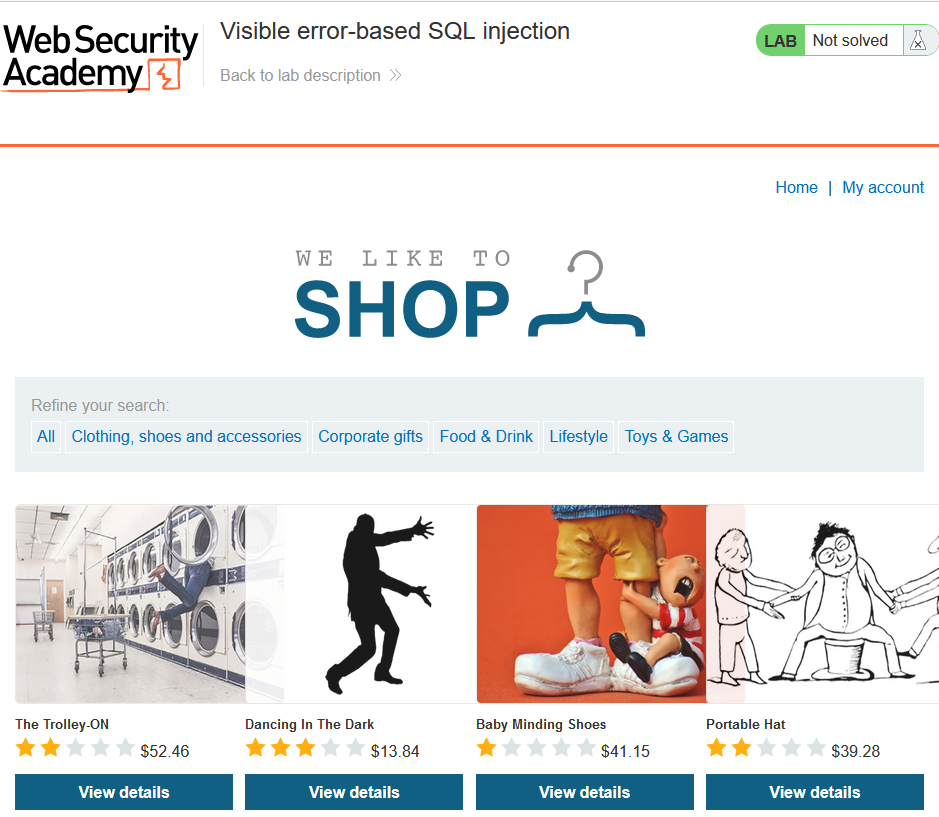 Web Security
Academy
Visible error-based SQL injection
Back to lab description
LAB Not solved
Home | My account
WE LIKE TO
SHOP
Refine your search:
All Clothing, shoes and accessories Corporate gifts Food & Drink Lifestyle Toys & Games
The Trolley-ON Dancing In The Dark Baby Minding Shoes Portable Hat
$52.46 $13.84 $41.15 $39.28
View details View details View details View details